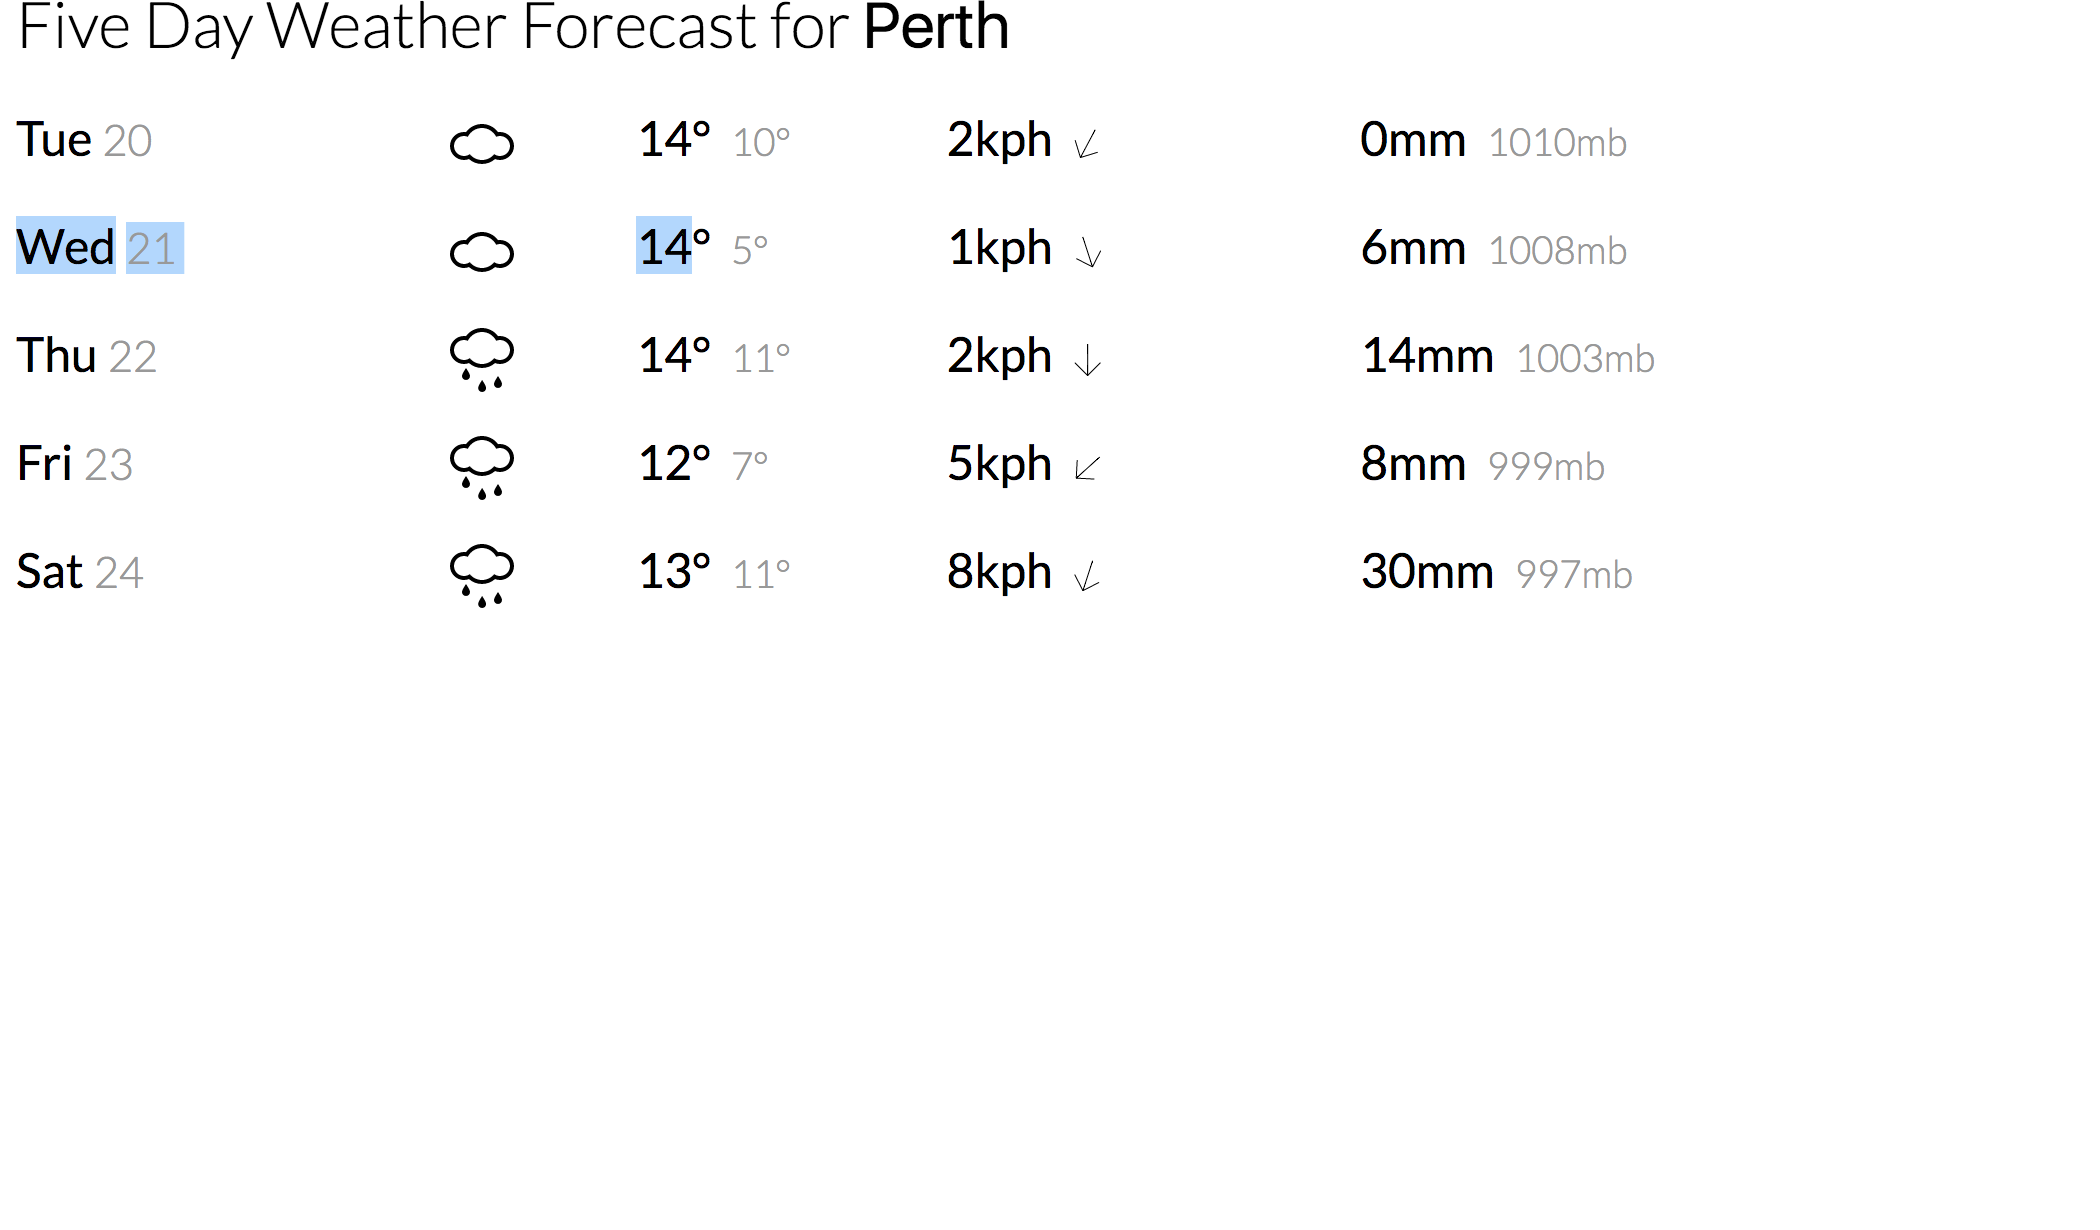 Five Day Weather Forecast for Perth
Tue 20 14° 10° 2kph 0mm 1010mb
Wed 21 14° 5° 1kph 6mm 1008mb
Thu 22 14° 11° 2kph 14mm 1003mb
Fri 23 12° 7° 5kph 8mm 999mb
Sat 24 13° 11° 8kph 30mm 997mb